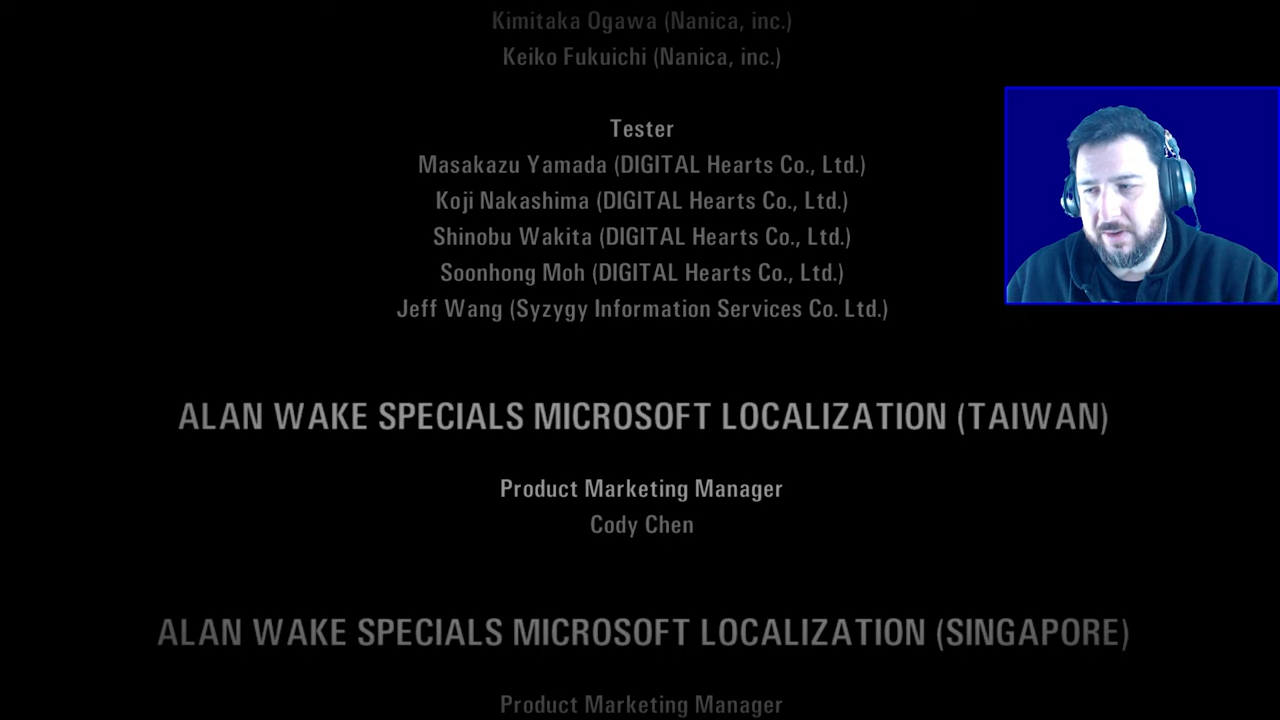 Kimitaka Ogawa (Nanica, inc.)
Keiko Fukuichi (Nanica, inc.)
Tester
Masakazu Yamada (DIGITAL Hearts Co., Ltd.)
Koji Nakashima (DIGITAL Hearts Co., Ltd.)
Shinobu Wakita (DIGITAL Hearts Co., Ltd.)
Soonhong Moh (DIGITAL Hearts Co., Ltd.)
Jeff Wang (Syzygy Information Services Co. Ltd.)
ALAN WAKE SPECIALS MICROSOFT LOCALIZATION (TAIWAN)
Product Marketing Manager
Cody Chen
ALAN WAKE SPECIALS MICROSOFT LOCALIZATION (SINGAPORE)
Product Marketing Manager